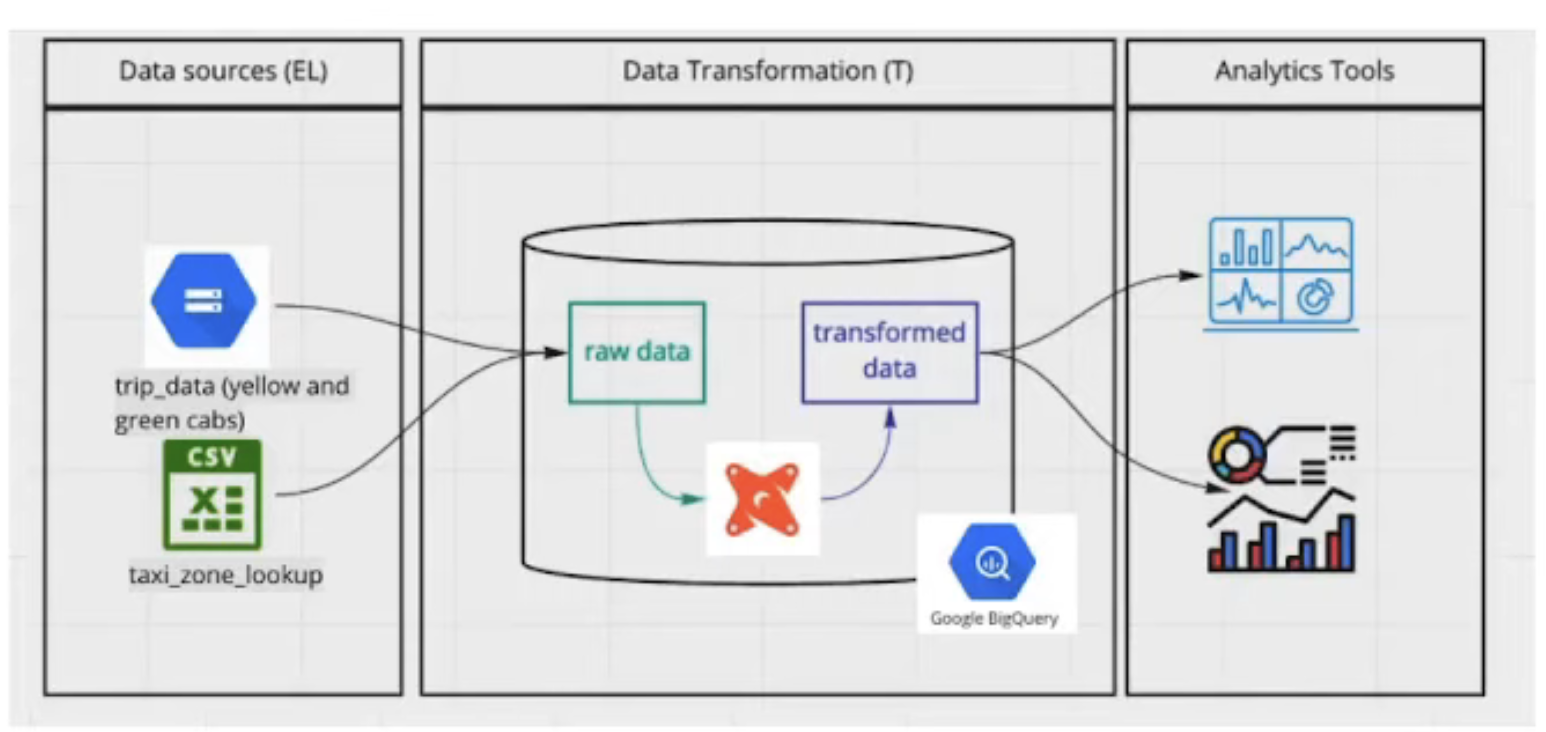 Data sources (EL)
Data Transformation (T)
Analytics Tools
trip_data (yellow and
green cabs)
CSV
X
taxi_zone_lookup
raw data
transformed
data
Google BigQuery